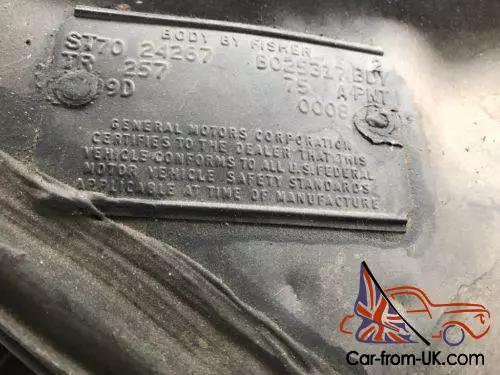 BODY BY FISHER
ST70 24267 BO25317 BDY
TR 257 75 A PNT
09D 0008
GENERAL MOTORS CORPORATION
CERTIFIES TO THE DEALER THAT THIS
VEHICLE CONFORMS TO ALL U.S. FEDERAL
MOTOR VEHICLE SAFETY STANDARDS
APPLICABLE AT TIME OF MANUFACTURE
Car-from-UK.com